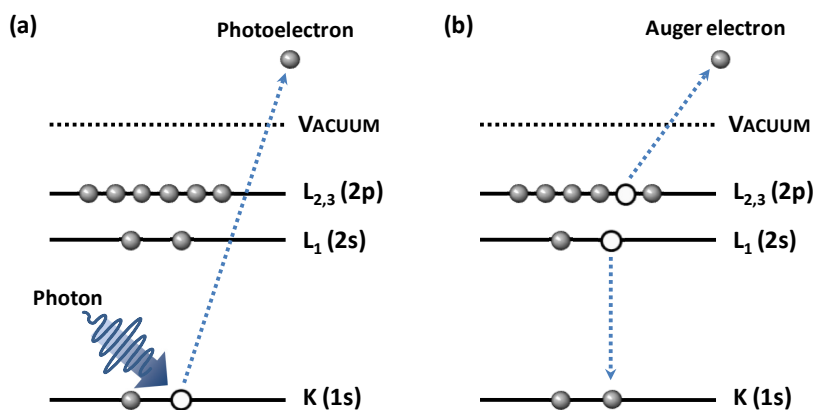 (a)
Photoelectron
VACUUM
L2,3 (2p)
L1 (2s)
Photon
K (1s)
(b)
Auger electron
VACUUM
L2,3 (2p)
L1 (2s)
K (1s)